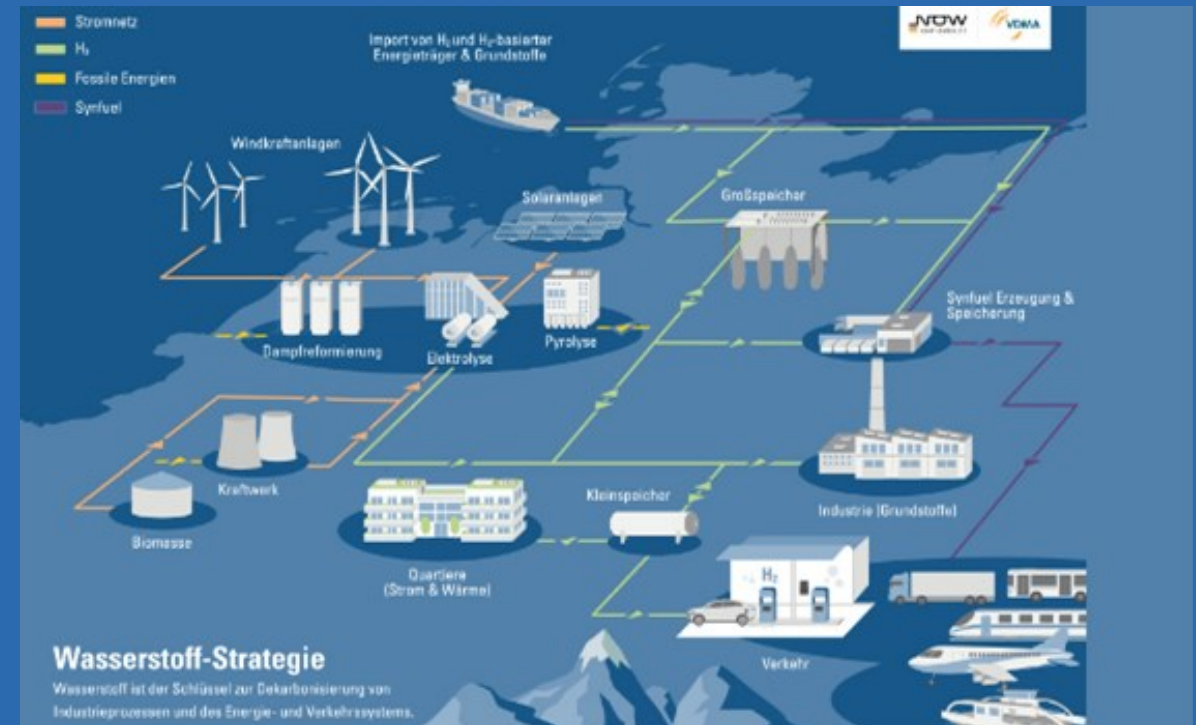 Stromnetz
H₂
Fossile Energien
Synfuel
Import von H₂ und H₂-basierter
Energieträger & Grundstoffe
NOW
VDMA
Windkraftanlagen
Solaranlagen
Großspeicher
Synfuel Erzeugung &
Speicherung
Dampfreformierung
Elektrolyse
Pyrolyse
Kraftwerk
Biomasse
Quartiere
(Strom & Wärme)
Kleinspeicher
Industrie (Grundstoffe)
H₂
Verkehr
Wasserstoff-Strategie
Wasserstoff ist der Schlüssel zur Dekarbonisierung von
Industrieprozessen und des Energie- und Verkehrssystems.